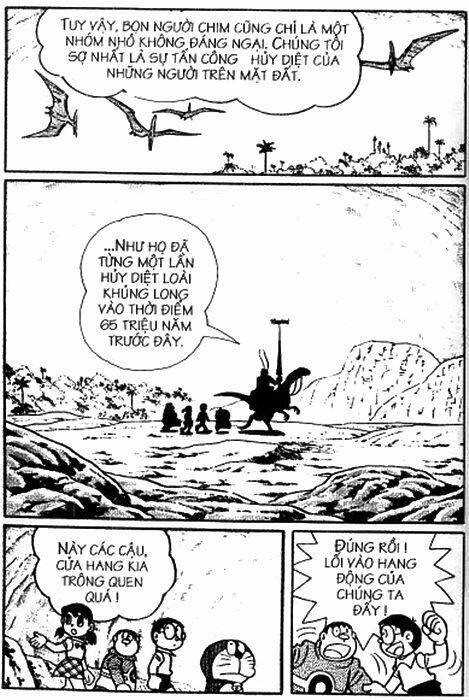 TUY VẬY, BỌN NGƯỜI CHIM CŨNG CHỈ LÀ MỘT
NHÓM NHỎ KHÔNG ĐÁNG NGẠI. CHÚNG TÔI
SỢ NHẤT LÀ SỰ TẤN CÔNG HỦY DIỆT CỦA
NHỮNG NGƯỜI TRÊN MẶT ĐẤT.
...NHƯ HỌ ĐÃ
TỪNG MỘT LẦN
HỦY DIỆT LOÀI
KHỦNG LONG
VÀO THỜI ĐIỂM
65 TRIỆU NĂM
TRƯỚC ĐÂY.
NÀY CÁC CẬU,
CỬA HANG KIA
TRÔNG QUEN
QUÁ !
ĐÚNG RỒI !
LỐI VÀO HANG
ĐỘNG CỦA
CHÚNG TA
ĐẤY !